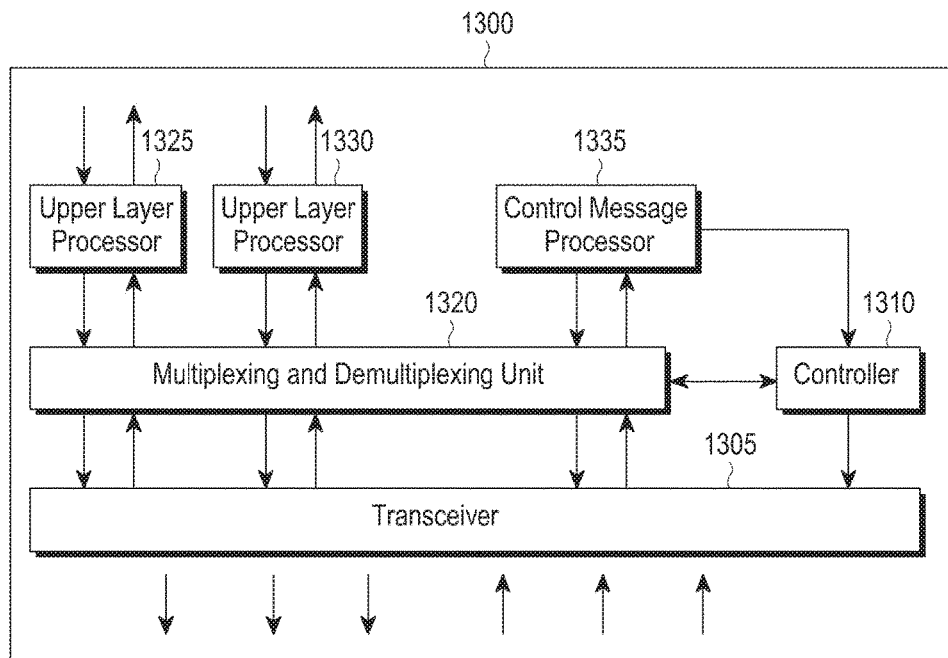 1300
1325
1330
1335
Upper Layer
Processor
Upper Layer
Processor
Control Message
Processor
1320
1310
Multiplexing and Demultiplexing Unit
Controller
1305
Transceiver